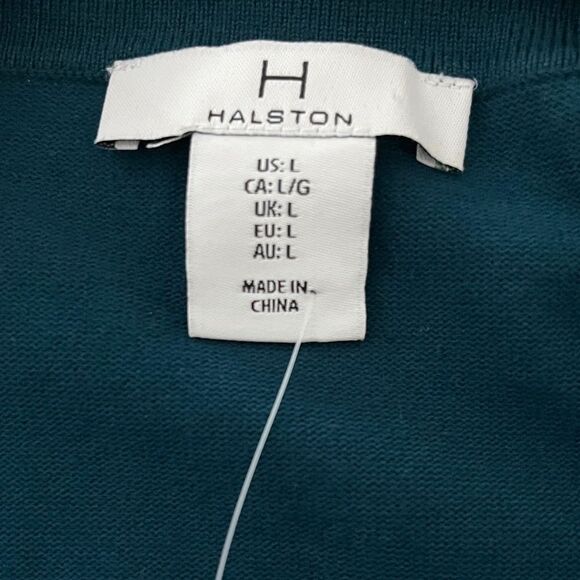 H
HALSTON
US: L
CA: L/G
UK: L
EU: L
AU: L
MADE IN
CHINA